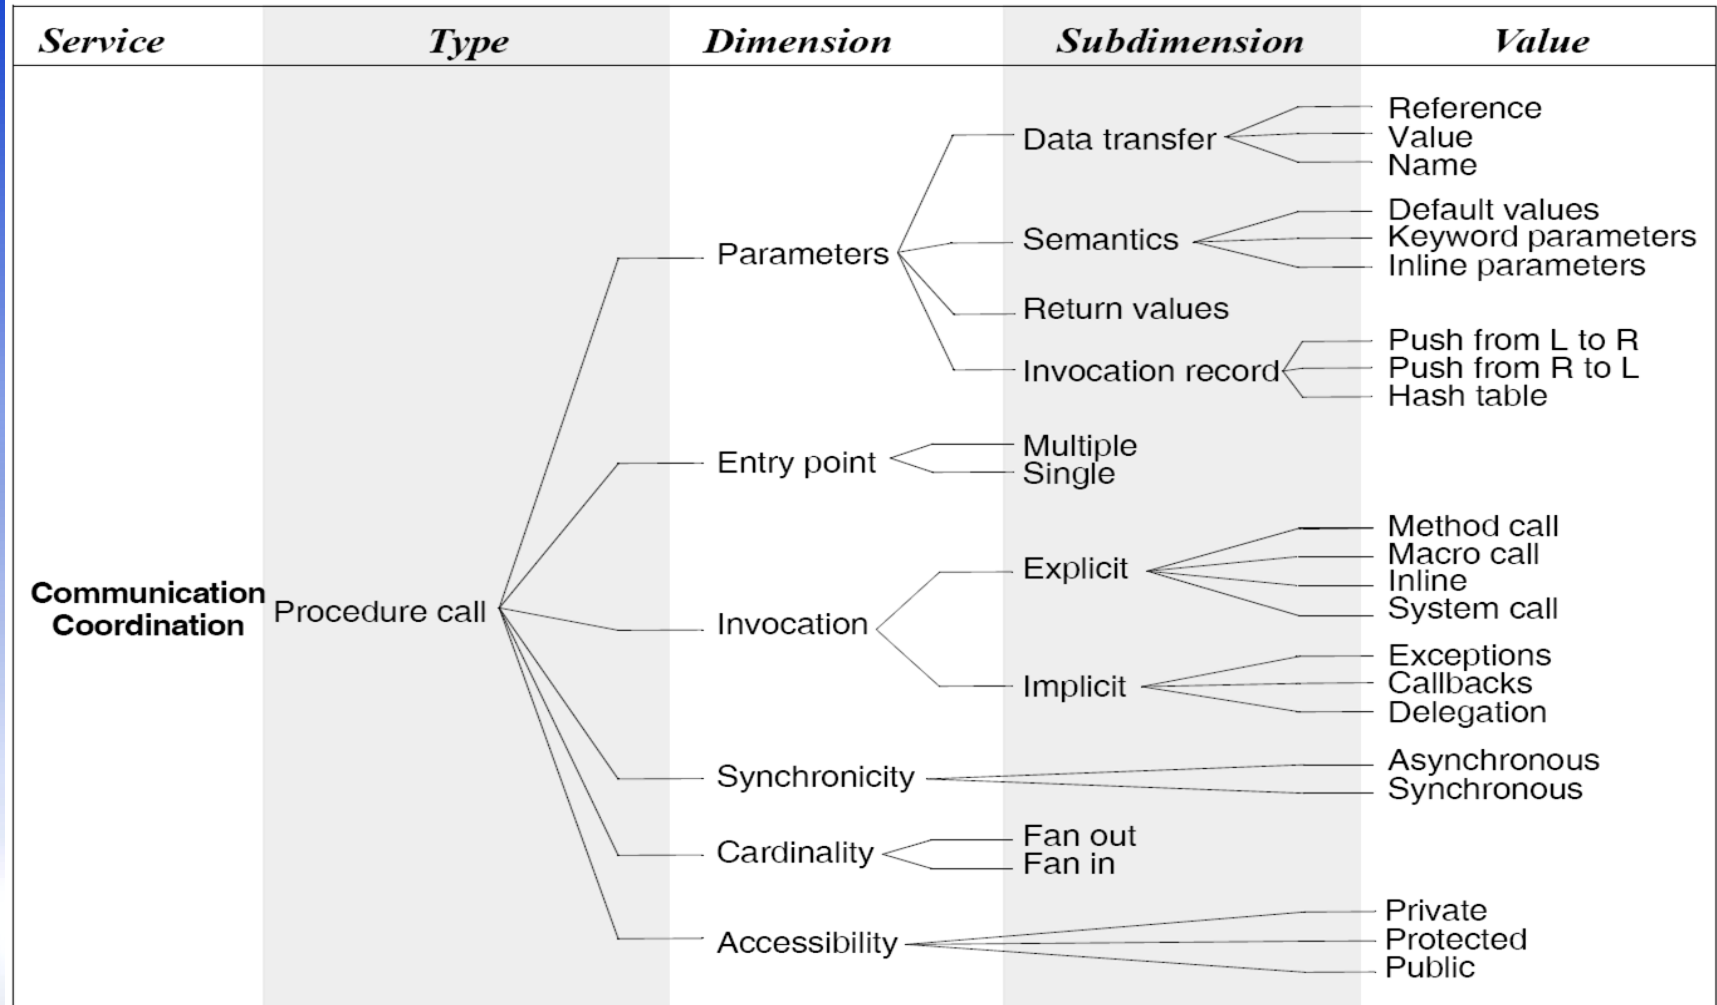 Service Type Dimension Subdimension Value
Communication
Coordination
Procedure call
Parameters
Data transfer
Reference
Value
Name
Semantics
Default values
Keyword parameters
Inline parameters
Return values
Invocation record
Push from L to R
Push from R to L
Hash table
Entry point
Multiple
Single
Invocation
Explicit
Method call
Macro call
Inline
System call
Implicit
Exceptions
Callbacks
Delegation
Synchronicity
Asynchronous
Synchronous
Cardinality
Fan out
Fan in
Accessibility
Private
Protected
Public